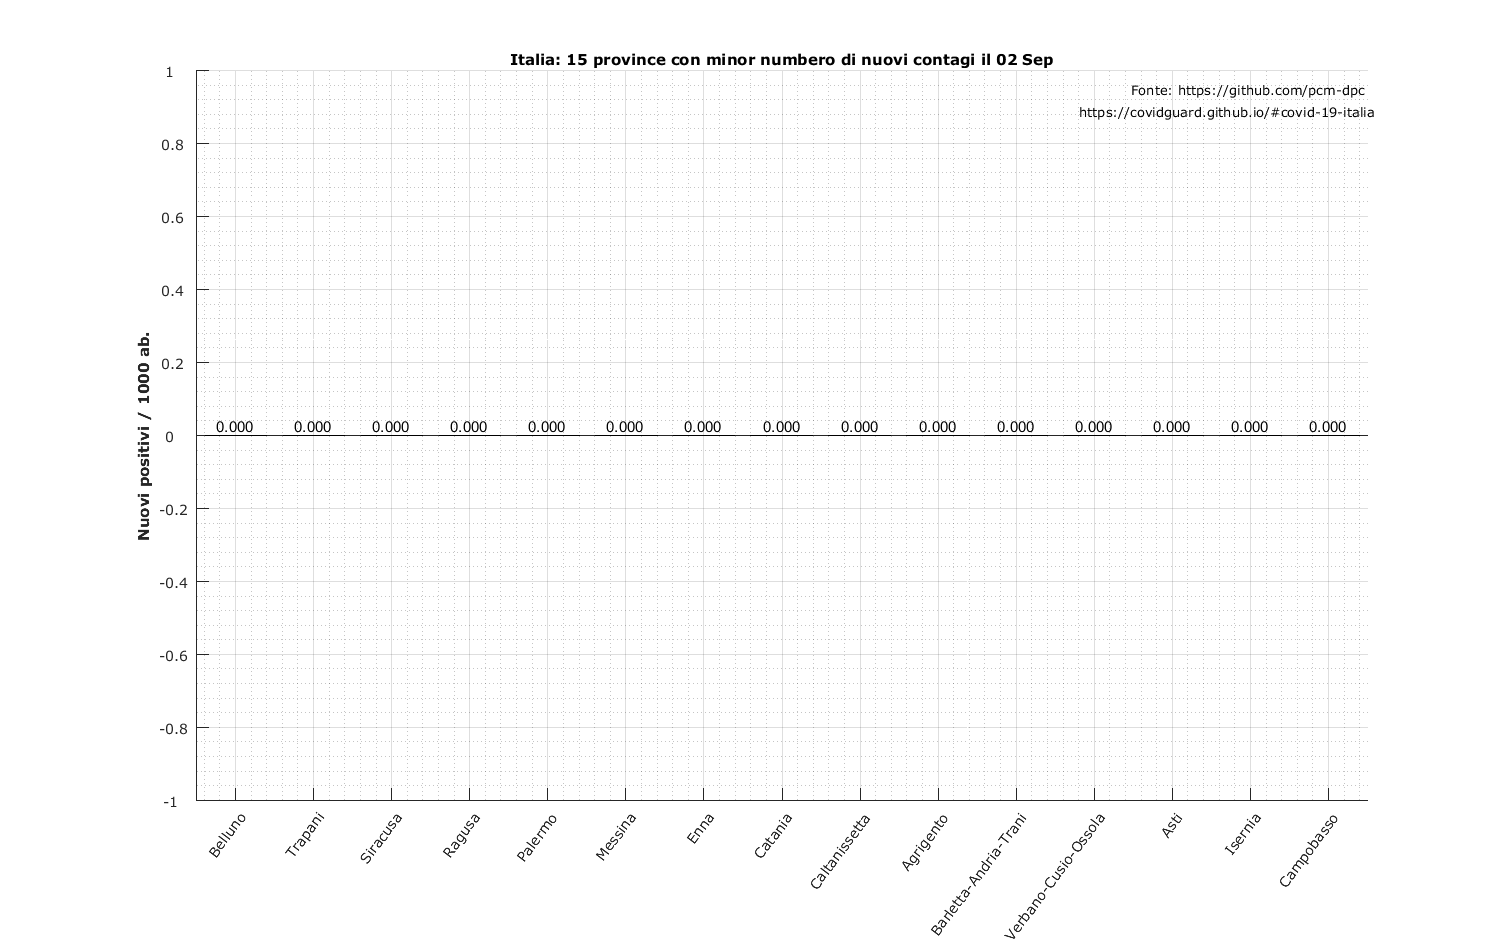 Italia: 15 province con minor numbero di nuovi contagi il 02 Sep
Fonte: https://github.com/pcm-dpc
https://covidguard.github.io/#covid-19-italia
Nuovi positivi / 1000 ab.
1
0.8
0.6
0.4
0.2
0
-0.2
-0.4
-0.6
-0.8
-1
0.000 0.000 0.000 0.000 0.000 0.000 0.000 0.000 0.000 0.000 0.000 0.000 0.000 0.000 0.000
Belluno
Trapani
Siracusa
Ragusa
Palermo
Messina
Enna
Catania
Caltanissetta
Agrigento
Barletta-Andria-Trani
Verbano-Cusio-Ossola
Asti
Isernia
Campobasso